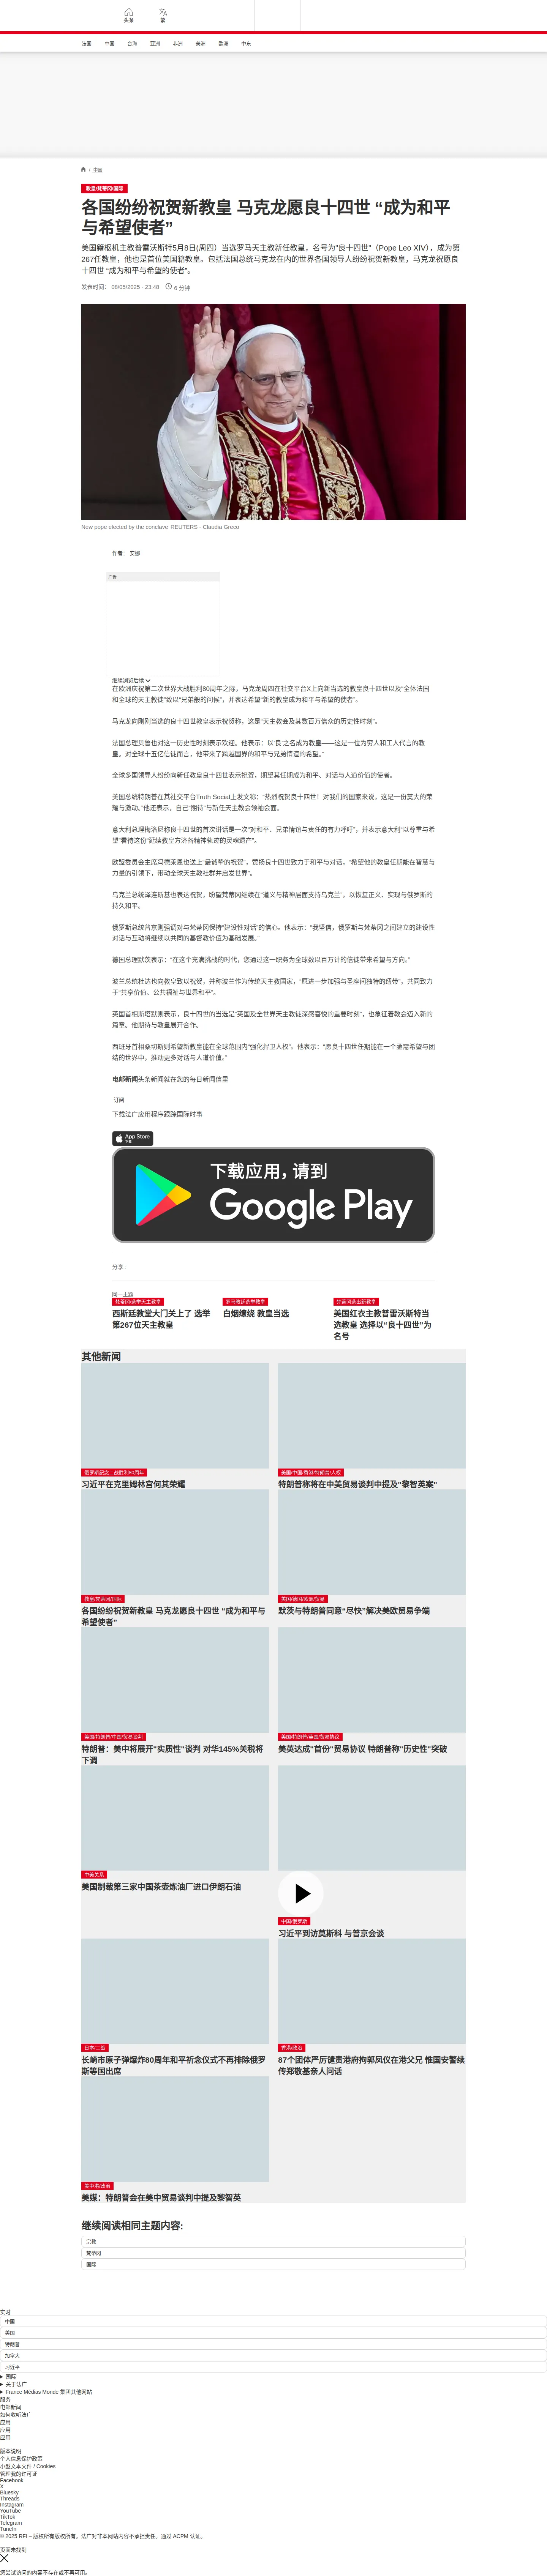 头条
繁
法国
中国
台海
亚洲
非洲
美洲
欧洲
中东
/ 法国
教皇/梵蒂冈/国际
各国纷纷祝贺新教皇 马克龙愿良十四世 “成为和平
与希望使者”
美国籍枢机主教普雷沃斯特5月8日(周四）当选罗马天主教新任教皇，名号为"良十四世"（Pope Leo XIV），成为第
267任教皇，他也是首位美国籍教皇。包括法国总统马克龙在内的世界各国领导人纷纷祝贺新教皇，马克龙祝愿良
十四世 “成为和平与希望的使者”。
发表时间： 08/05/2025 - 23:48
6 分钟
New pope elected by the conclave REUTERS - Claudia Greco
作者： 安娜
广告
继续浏览后续
在欧洲庆祝第二次世界大战胜利80周年之际，马克龙周四在社交平台X上向新当选的教皇良十四世以及“全体法国
和全球的天主教徒”致以“兄弟般的问候”，并表达希望“新的教皇成为和平与希望的使者”。
马克龙向刚刚当选的良十四世教皇表示祝贺称，这是“天主教会及其数百万信众的历史性时刻”。
法国总理贝鲁也对这一历史性时刻表示欢迎。他表示：以‘良’之名成为教皇——这是一位为穷人和工人代言的教
皇。对全球十五亿信徒而言，他带来了跨越国界的和平与兄弟情谊的希望。”
全球多国领导人纷纷向新任教皇良十四世表示祝贺，期望其任期成为和平、对话与人道价值的使者。
美国总统特朗普在其社交平台Truth Social上发文称：“热烈祝贺良十四世！对我们的国家来说，这是一份莫大的荣
耀与激动。”他还表示，自己“期待”与新任天主教会领袖会面。
意大利总理梅洛尼称良十四世的首次讲话是一次“对和平、兄弟情谊与责任的有力呼吁”，并表示意大利“以尊重与希
望”看待这份“延续教皇方济各精神轨迹的灵魂遗产”。
欧盟委员会主席冯德莱恩也送上“最诚挚的祝贺”，赞扬良十四世致力于和平与对话，“希望他的教皇任期能在智慧与
力量的引领下，带动全球天主教社群并启发世界”。
乌克兰总统泽连斯基也表达祝贺，盼望梵蒂冈继续在“道义与精神层面支持乌克兰”，以恢复正义、实现与俄罗斯的
持久和平。
俄罗斯总统普京则强调对与梵蒂冈保持“建设性对话”的信心。他表示：“我坚信，俄罗斯与梵蒂冈之间建立的建设性
对话与互动将继续以共同的基督教价值为基础发展。”
德国总理默茨表示：“在这个充满挑战的时代，您通过这一职务为全球数以百万计的信徒带来希望与方向。”
波兰总统杜达也向教皇致以祝贺，并称波兰作为传统天主教国家，“愿进一步加强与圣座间独特的纽带”，共同致力
于“共享价值、公共福祉与世界和平”。
英国首相斯塔默则表示，良十四世的当选是“英国及全世界天主教徒深感喜悦的重要时刻”，也象征着教会迈入新的
篇章。他期待与教皇展开合作。
西班牙首相桑切斯则希望新教皇能在全球范围内“强化捍卫人权”。他表示：“愿良十四世任期能在一个亟需希望与团
结的世界中，推动更多对话与人道价值。”
电邮新闻头条新闻就在您的每日新闻信里
订阅
下载法广应用程序跟踪国际时事
App Store
下载
下载应用，请到
Google Play
分享 :
同一主题
梵蒂冈/选举天主教皇
西斯廷教堂大门关上了 选举
第267位天主教皇
罗马教廷选举教皇
白烟缭绕 教皇当选
梵蒂冈选出新教皇
美国红衣主教普雷沃斯特当
选教皇 选择以“良十四世”为
名号
其他新闻
俄罗斯纪念二战胜利80周年
习近平在克里姆林宫何其荣耀
美国/中国/香港/特朗普/人权
特朗普称将在中美贸易谈判中提及"黎智英案"
教皇/梵蒂冈/国际
各国纷纷祝贺新教皇 马克龙愿良十四世 “成为和平与
希望使者”
美国/德国/欧洲/贸易
默茨与特朗普同意“尽快”解决美欧贸易争端
美国/特朗普/中国/贸易谈判
特朗普：美中将展开"实质性"谈判 对华145%关税将
下调
美国/特朗普/英国/贸易协议
美英达成"首份"贸易协议 特朗普称"历史性"突破
中美关系
美国制裁第三家中国茶壶炼油厂进口伊朗石油
中国/俄罗斯
习近平到访莫斯科 与普京会谈
日本/二战
长崎市原子弹爆炸80周年和平祈念仪式不再排除俄罗
斯等国出席
香港/政治
87个团体严厉谴责港府拘郭凤仪在港父兄 惟国安警续
传郑敬基亲人问话
美中港/政治
美媒：特朗普会在美中贸易谈判中提及黎智英
继续阅读相同主题内容:
宗教
梵蒂冈
国际
实时
中国
美国
特朗普
加拿大
习近平
国际
关于法广
France Médias Monde 集团其他网站
服务
电邮新闻
如何收听法广
应用
应用
应用
版本说明
个人信息保护政策
小型文本文件 / Cookies
管理我的许可证
Facebook
X
Bluesky
Threads
Instagram
YouTube
TikTok
Telegram
TuneIn
© 2025 RFI – 版权所有版权所有。法广对非本网站内容不承担责任。通过 ACPM 认证。
页面未找到
您尝试访问的内容不存在或不再可用。